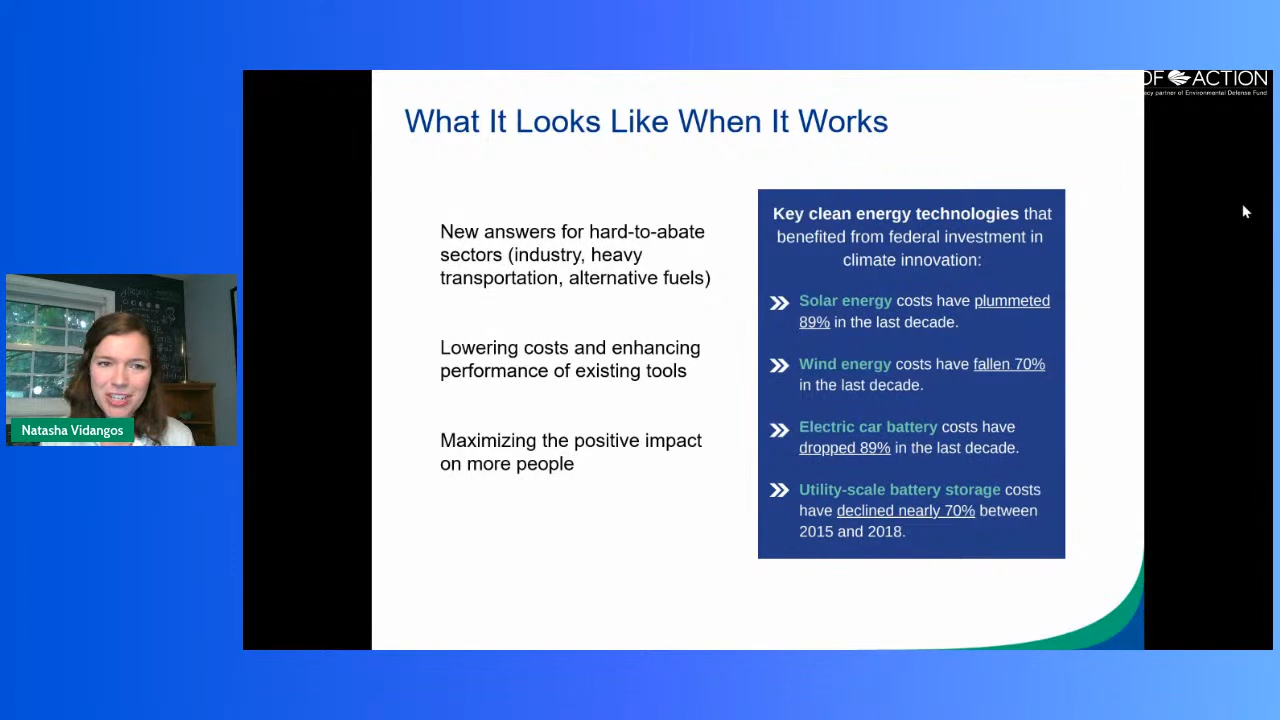 DF ACTION
cy partner of Environmental Defense Fund
What It Looks Like When It Works
New answers for hard-to-abate
sectors (industry, heavy
transportation, alternative fuels)
Lowering costs and enhancing
performance of existing tools
Maximizing the positive impact
on more people
Key clean energy technologies that
benefited from federal investment in
climate innovation:
Solar energy costs have plummeted
89% in the last decade.
Wind energy costs have fallen 70%
in the last decade.
Electric car battery costs have
dropped 89% in the last decade.
Utility-scale battery storage costs
have declined nearly 70% between
2015 and 2018.
Natasha Vidangos